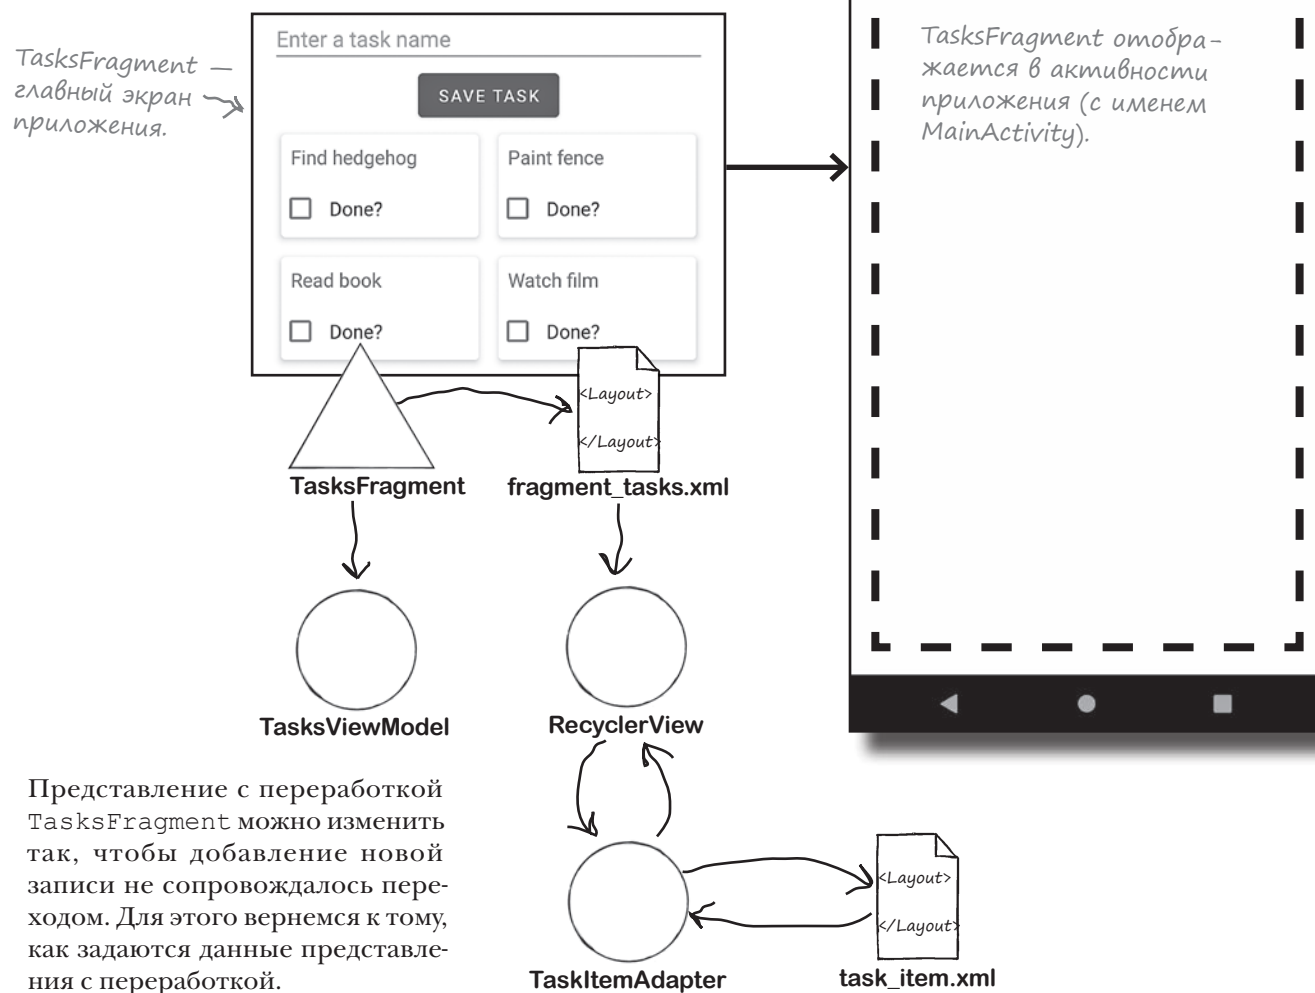 TasksFragment —
главный экран
приложения.
Enter a task name
SAVE TASK
Find hedgehog
Done?
Paint fence
Done?
Read book
Done?
Watch film
Done?
TasksFragment отобра-
жается в активности
приложения (с именем
MainActivity).
<Layout>
</Layout>
TasksFragment
fragment_tasks.xml
TasksViewModel
RecyclerView
Представление с переработкой
TasksFragment можно изменить
так, чтобы добавление новой
записи не сопровождалось пере-
ходом. Для этого вернемся к тому,
как задаются данные представле-
ния с переработкой.
<Layout>
</Layout>
TaskItemAdapter
task_item.xml